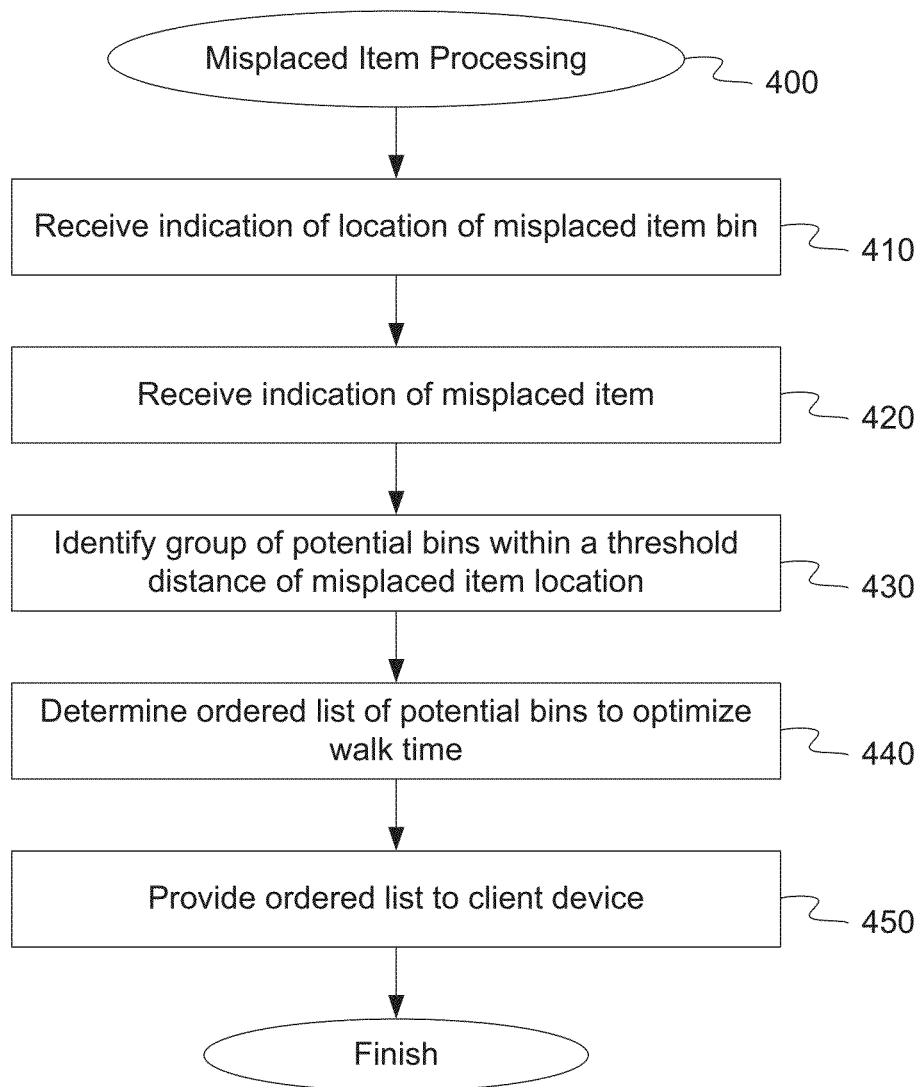 Misplaced Item Processing
400
Receive indication of location of misplaced item bin
410
Receive indication of misplaced item
420
Identify group of potential bins within a threshold
distance of misplaced item location
430
Determine ordered list of potential bins to optimize
walk time
440
Provide ordered list to client device
450
Finish